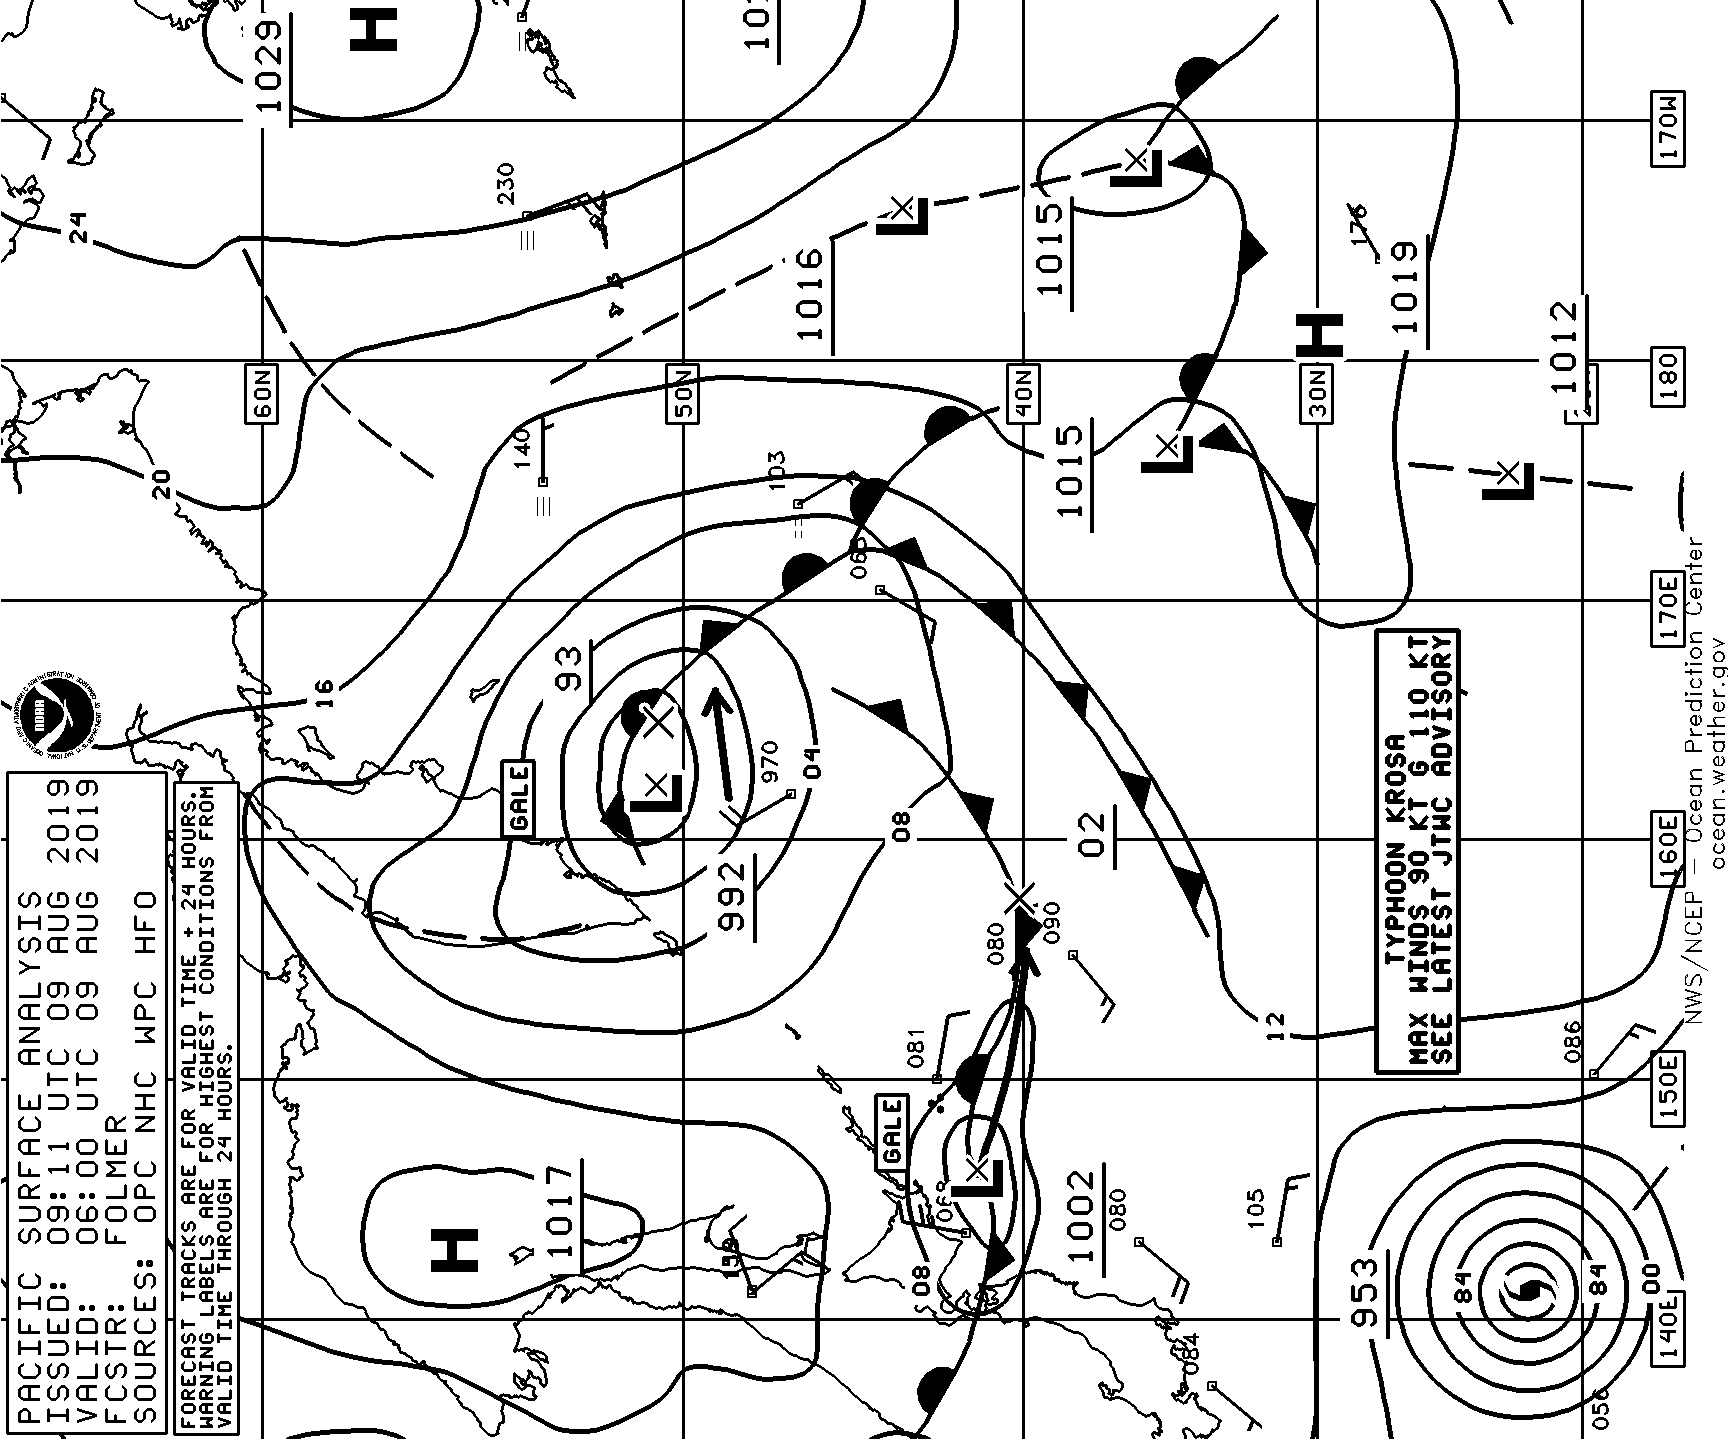 PACIFIC SURFACE ANALYSIS
ISSUED: 09:11 UTC 09 AUG 2019
VALID: 06:00 UTC 09 AUG 2019
FCSTR: FOLMER
SOURCES: OPC NHC WPC HFO
FORECAST TRACKS ARE FOR VALID TIME + 24 HOURS.
WARNING LABELS ARE FOR HIGHEST CONDITIONS FROM
VALID TIME THROUGH 24 HOURS.
1029
H
24
230
1016
L
1015
L
176
1019
H
1012
60N
50N
40N
30N
170W
180
170E
160E
150E
140E
20
140
103
1015
L
L
16
93
GALE
L
970
04
992
08
02
TYPHOON KROSA
MAX WINDS 90 KT G 110 KT
SEE LATEST JTWC ADVISORY
080
090
12
081
086
GALE
L
1002
080
105
H
1017
08
084
953
84
84
00
NWS/NCEP – Ocean Prediction Center
ocean.weather.gov